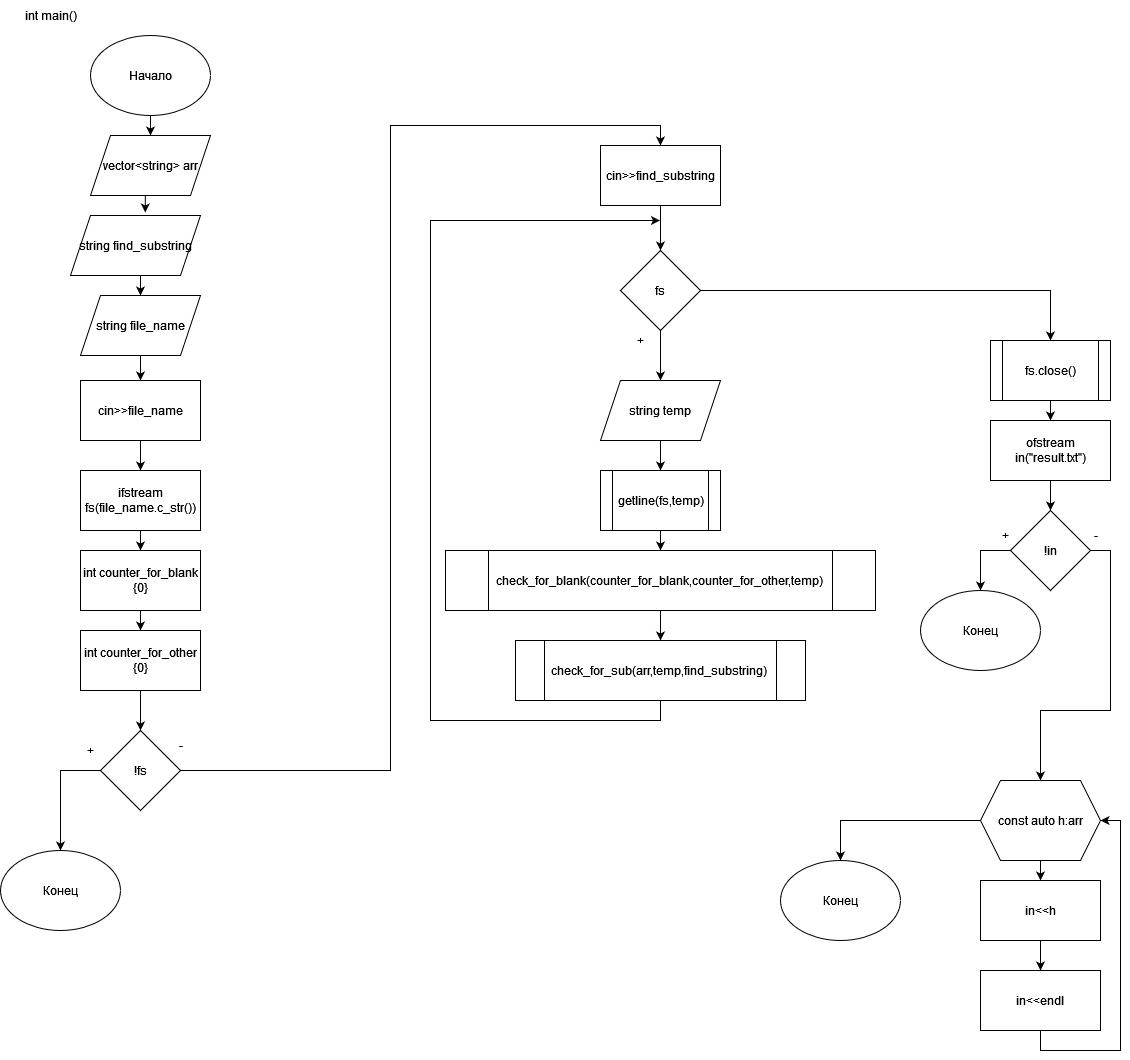 int main()
Начало
vector<string> arr
string find_substring
string file_name
cin>>file_name
ifstream
fs(file_name.c_str())
int counter_for_blank
{0}
int counter_for_other
{0}
+
-
!fs
Конец
cin>>find_substring
fs
+
string temp
getline(fs,temp)
check_for_blank(counter_for_blank,counter_for_other,temp)
check_for_sub(arr,temp,find_substring)
fs.close()
ofstream
in("result.txt")
+
-
!in
Конец
const auto h:arr
Конец
in<<h
in<<endl